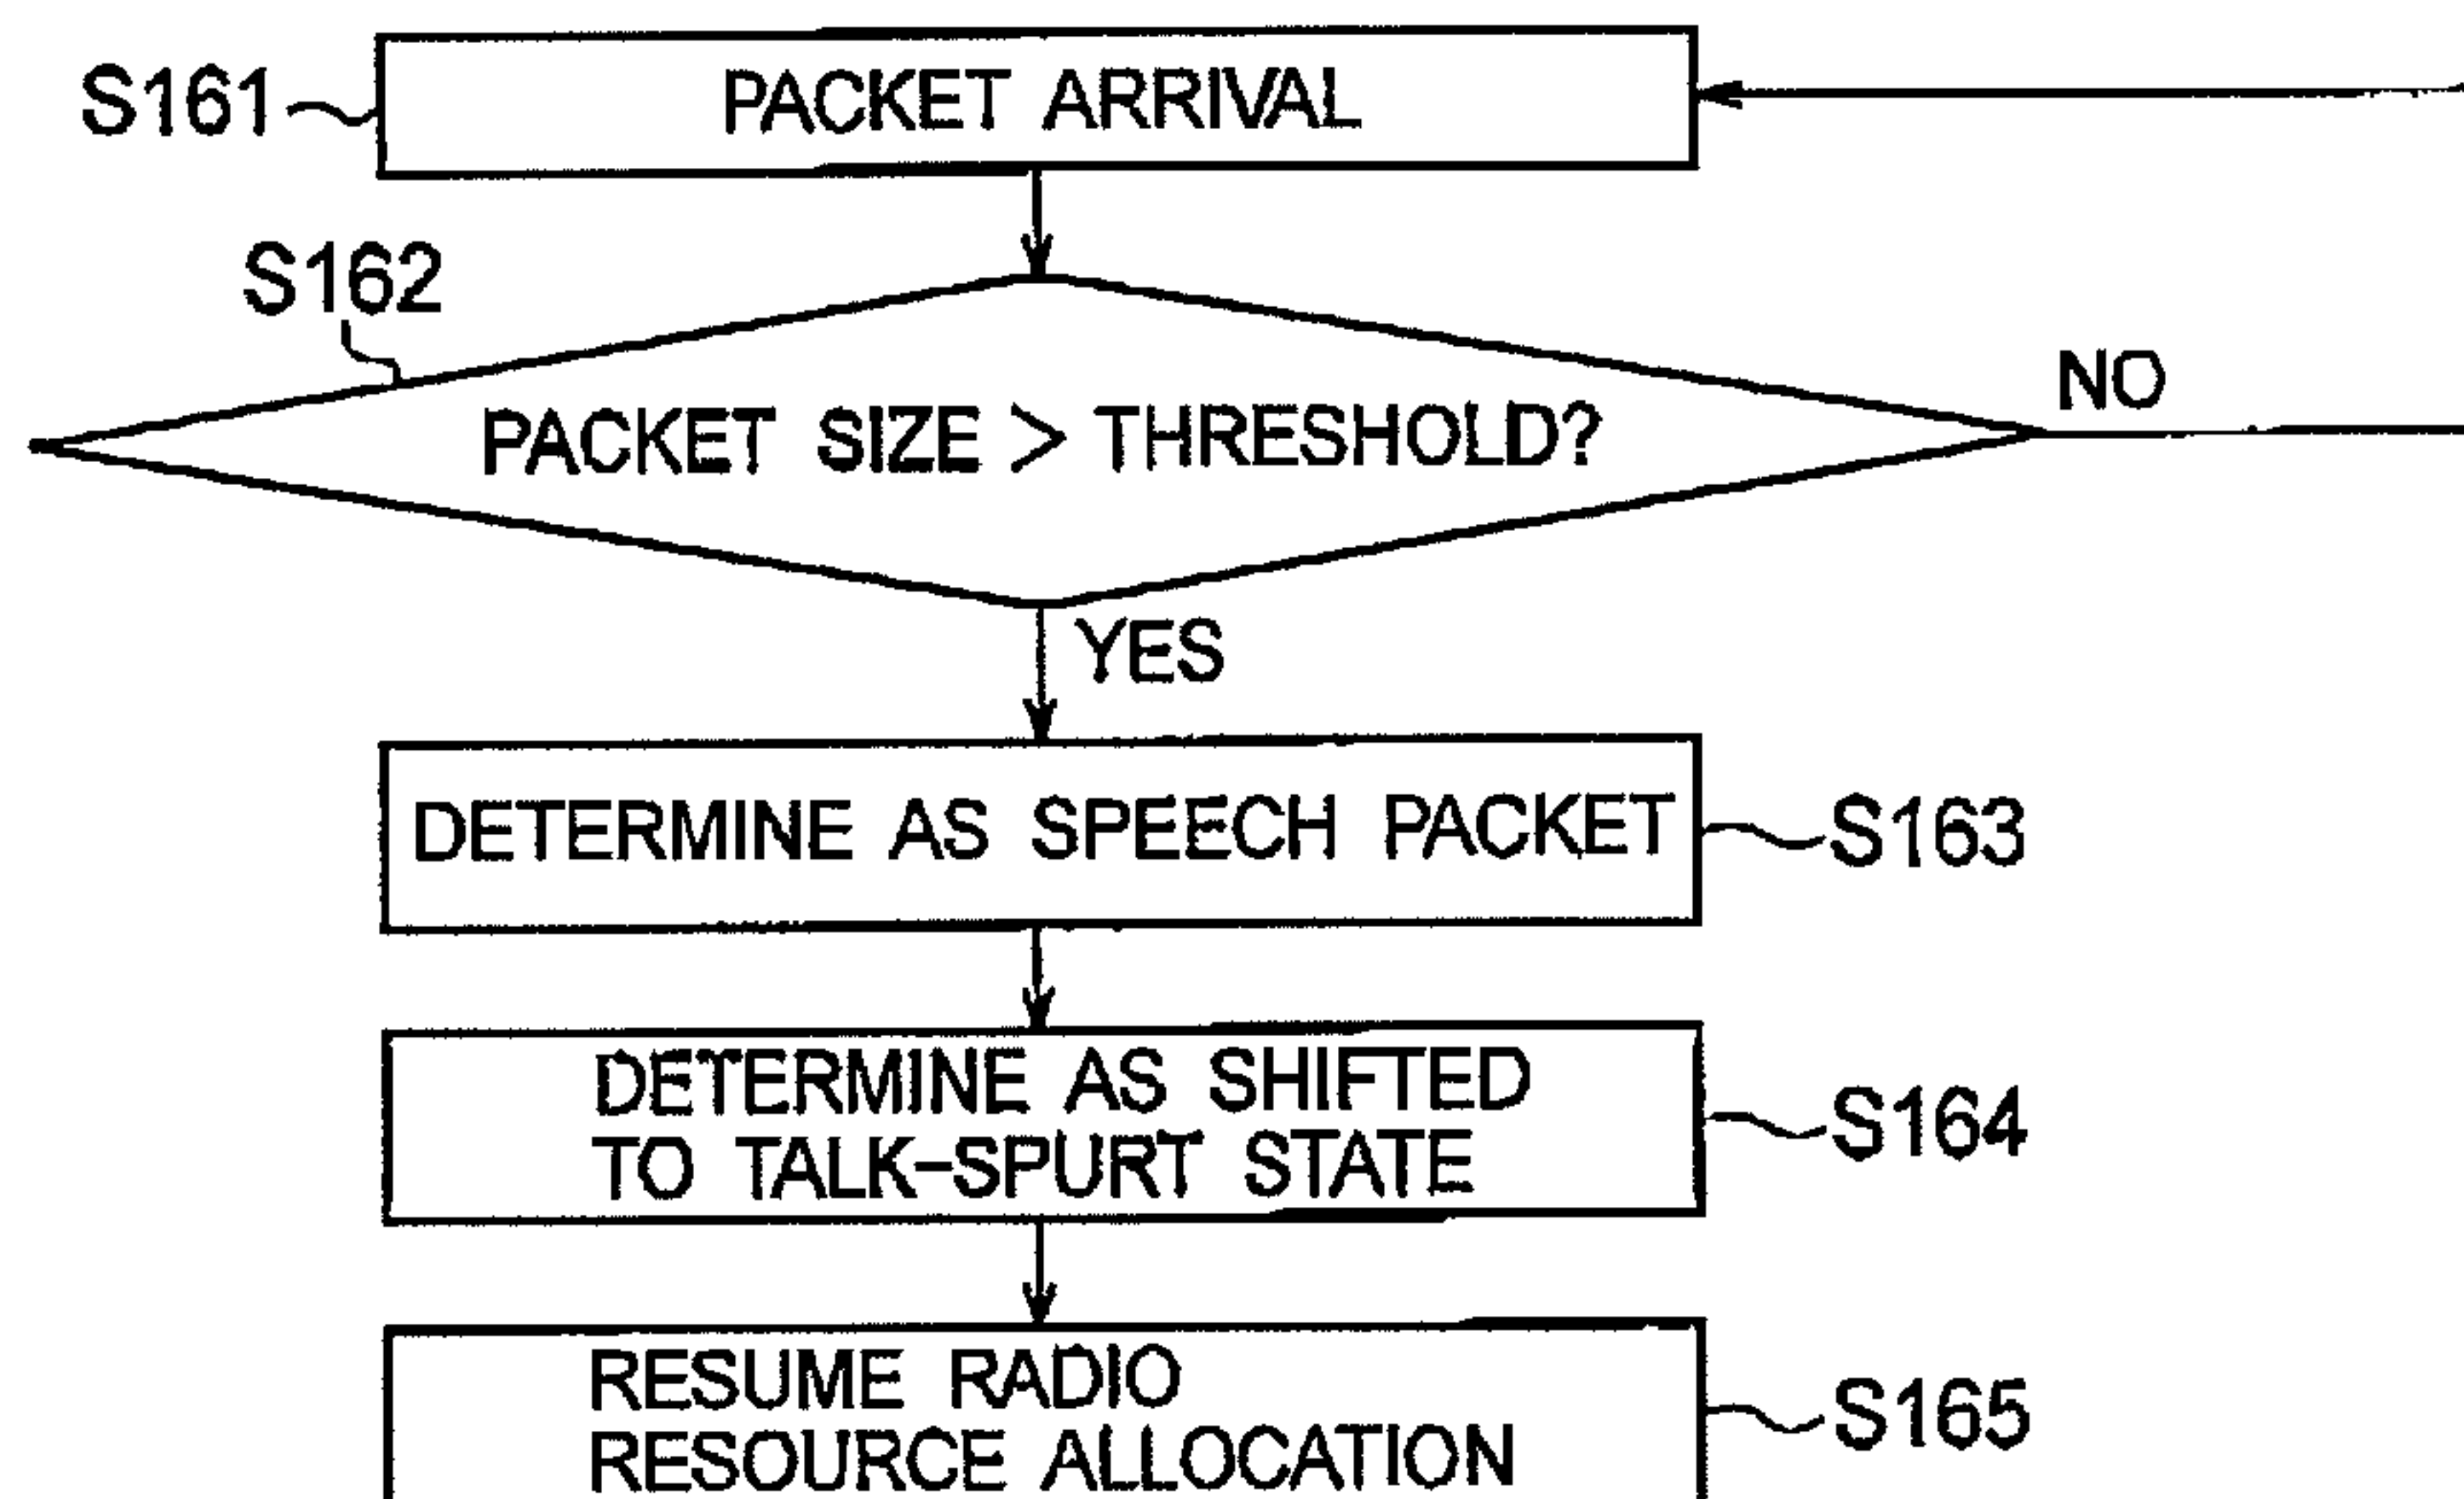 S161
PACKET ARRIVAL
S162
PACKET SIZE > THRESHOLD?
NO
YES
DETERMINE AS SPEECH PACKET
S163
DETERMINE AS SHIFTED
TO TALK-SPURT STATE
S164
RESUME RADIO
RESOURCE ALLOCATION
S165